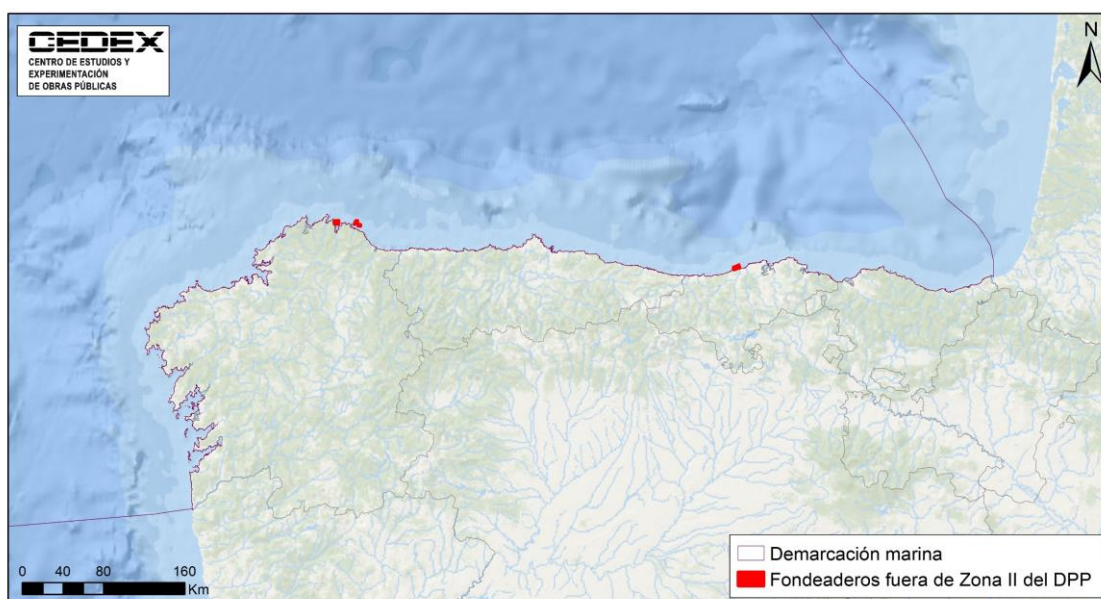 CEDEX
CENTRO DE ESTUDIOS Y
EXPERIMENTACIÓN
DE OBRAS PÚBLICAS
N
Demarcación marina
Fondeaderos fuera de Zona II del DPP
0 40 80 160
Km